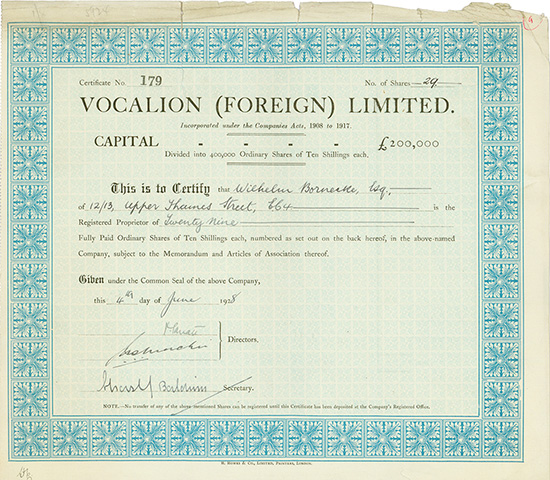 3924
9
Certificate No. 179 No. of Shares 29
VOCALION (FOREIGN) LIMITED.
Incorporated under the Companies Acts, 1908 to 1917.
CAPITAL - - - - £200,000
Divided into 400,000 Ordinary Shares of Ten Shillings each.
This is to Certify that Wilhelm Bornecke, Esq,
of 12/13, Upper Thames Street, EC4 is the
Registered Proprietor of Twenty Nine
Fully Paid Ordinary Shares of Ten Shillings each, numbered as set out on the back hereof, in the above-named
Company, subject to the Memorandum and Articles of Association thereof.
Given under the Common Seal of the above Company,
this 4th day of June 1928
Directors.
Secretary.
NOTE.—No transfer of any of the above mentioned Shares can be registered until this Certificate has been deposited at the Company's Registered Office.